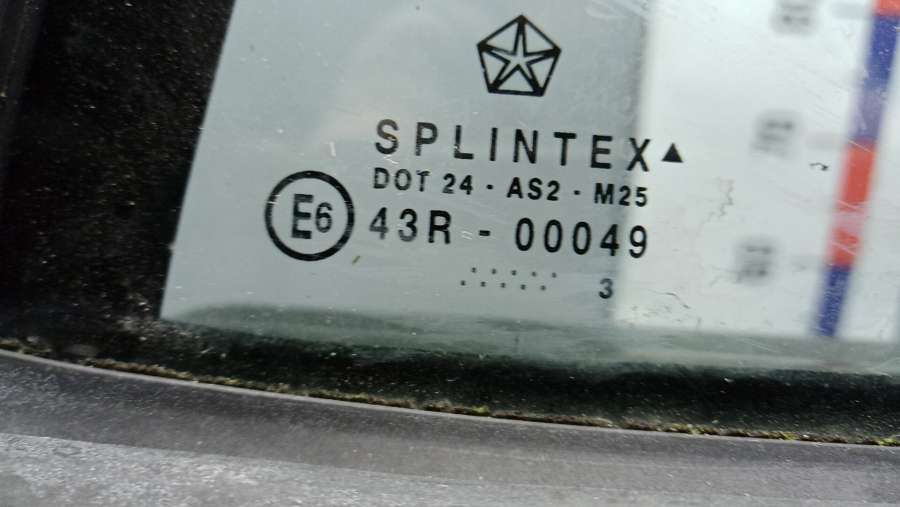 SPLINTEX▲
DOT 24 · AS2 · M25
E6 43R - 00049
3